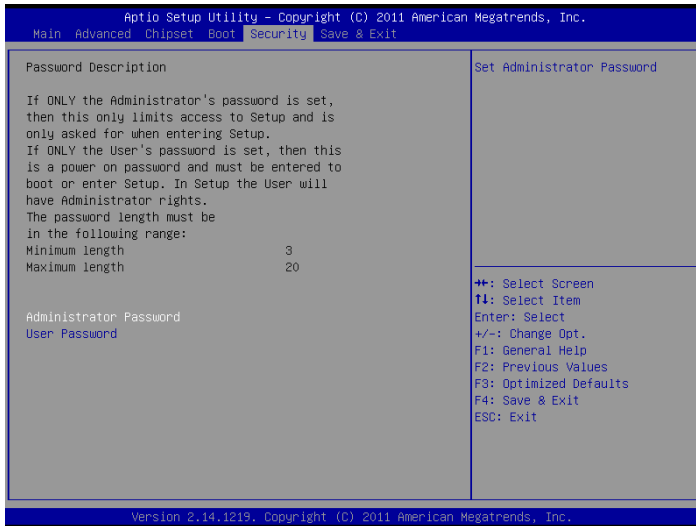 Aptio Setup Utility – Copyright (C) 2011 American Megatrends, Inc.
Main Advanced Chipset Boot Security Save & Exit
Password Description
If ONLY the Administrator's password is set,
then this only limits access to Setup and is
only asked for when entering Setup.
If ONLY the User's password is set, then this
is a power on password and must be entered to
boot or enter Setup. In Setup the User will
have Administrator rights.
The password length must be
in the following range:
Minimum length 3
Maximum length 20
Administrator Password
User Password
Set Administrator Password
→←: Select Screen
↑↓: Select Item
Enter: Select
+/-: Change Opt.
F1: General Help
F2: Previous Values
F3: Optimized Defaults
F4: Save & Exit
ESC: Exit
Version 2.14.1219. Copyright (C) 2011 American Megatrends, Inc.